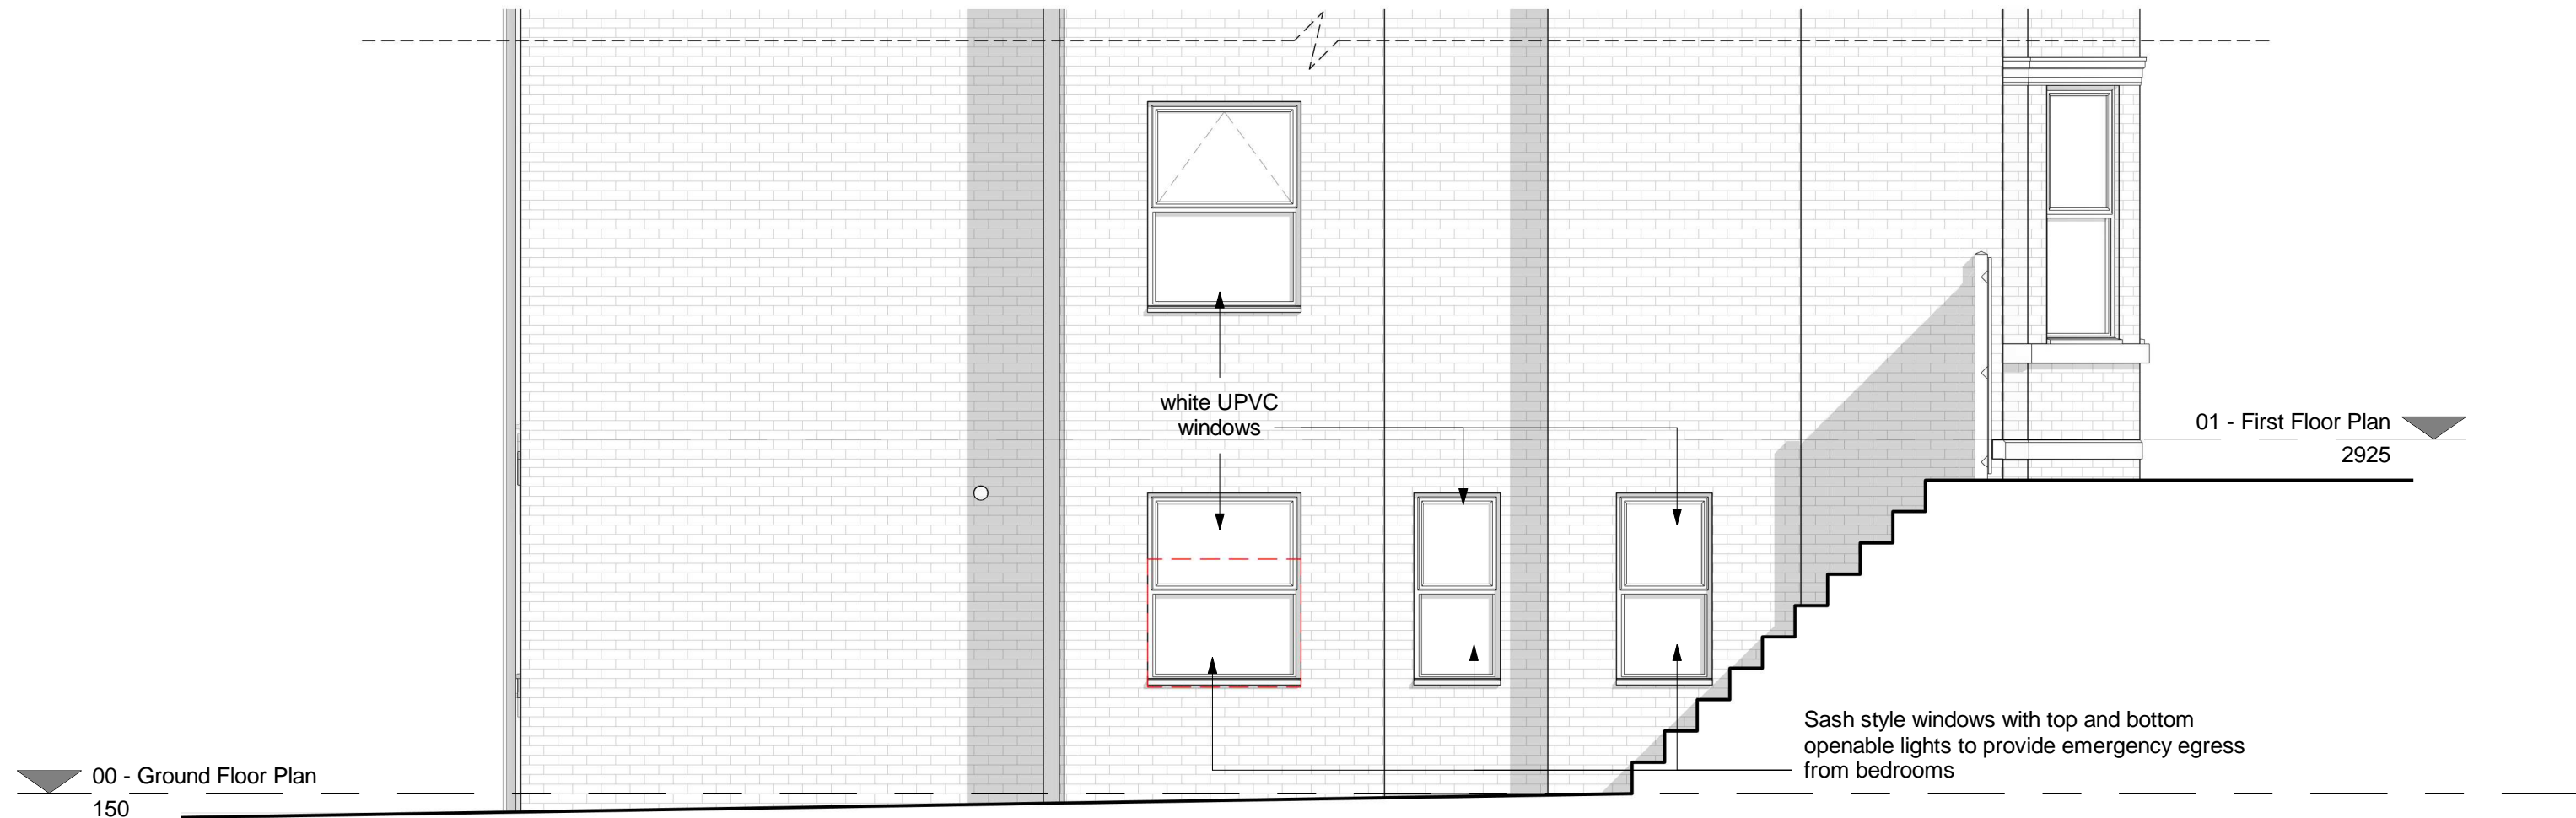 white UPVC
windows
01 - First Floor Plan
2925
Sash style windows with top and bottom
openable lights to provide emergency egress
from bedrooms
00 - Ground Floor Plan
150